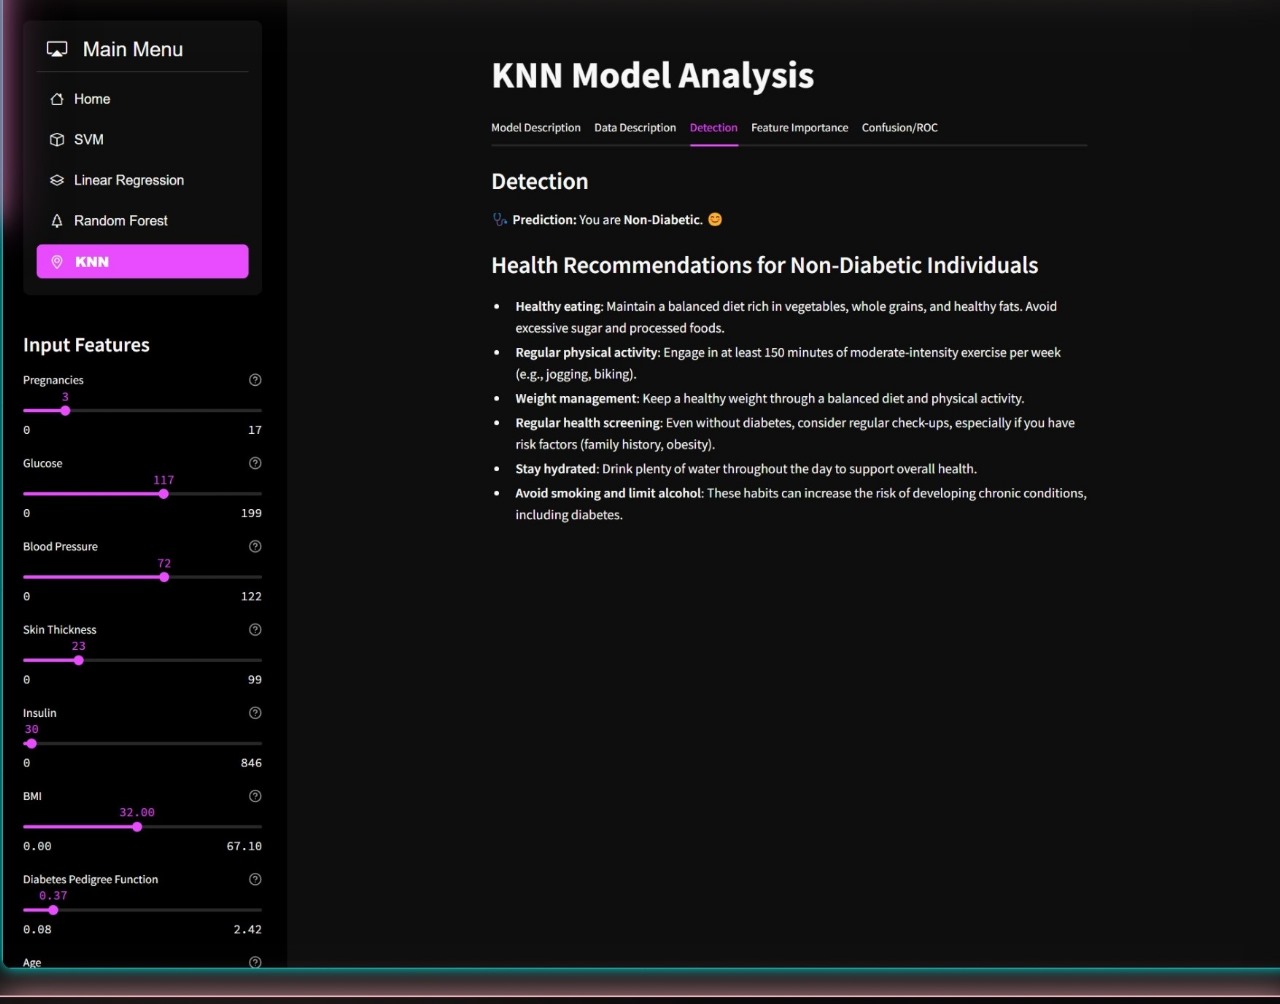 Main Menu
Home
SVM
Linear Regression
Random Forest
KNN
Input Features
Pregnancies
3
0 17
Glucose
117
0 199
Blood Pressure
72
0 122
Skin Thickness
23
0 99
Insulin
30
0 846
BMI
32.00
0.00 67.10
Diabetes Pedigree Function
0.37
0.08 2.42
Age
KNN Model Analysis
Model Description Data Description Detection Feature Importance Confusion/ROC
Detection
Prediction: You are Non-Diabetic. 😊
Health Recommendations for Non-Diabetic Individuals
• Healthy eating: Maintain a balanced diet rich in vegetables, whole grains, and healthy fats. Avoid
excessive sugar and processed foods.
• Regular physical activity: Engage in at least 150 minutes of moderate-intensity exercise per week
(e.g., jogging, biking).
• Weight management: Keep a healthy weight through a balanced diet and physical activity.
• Regular health screening: Even without diabetes, consider regular check-ups, especially if you have
risk factors (family history, obesity).
• Stay hydrated: Drink plenty of water throughout the day to support overall health.
• Avoid smoking and limit alcohol: These habits can increase the risk of developing chronic conditions,
including diabetes.